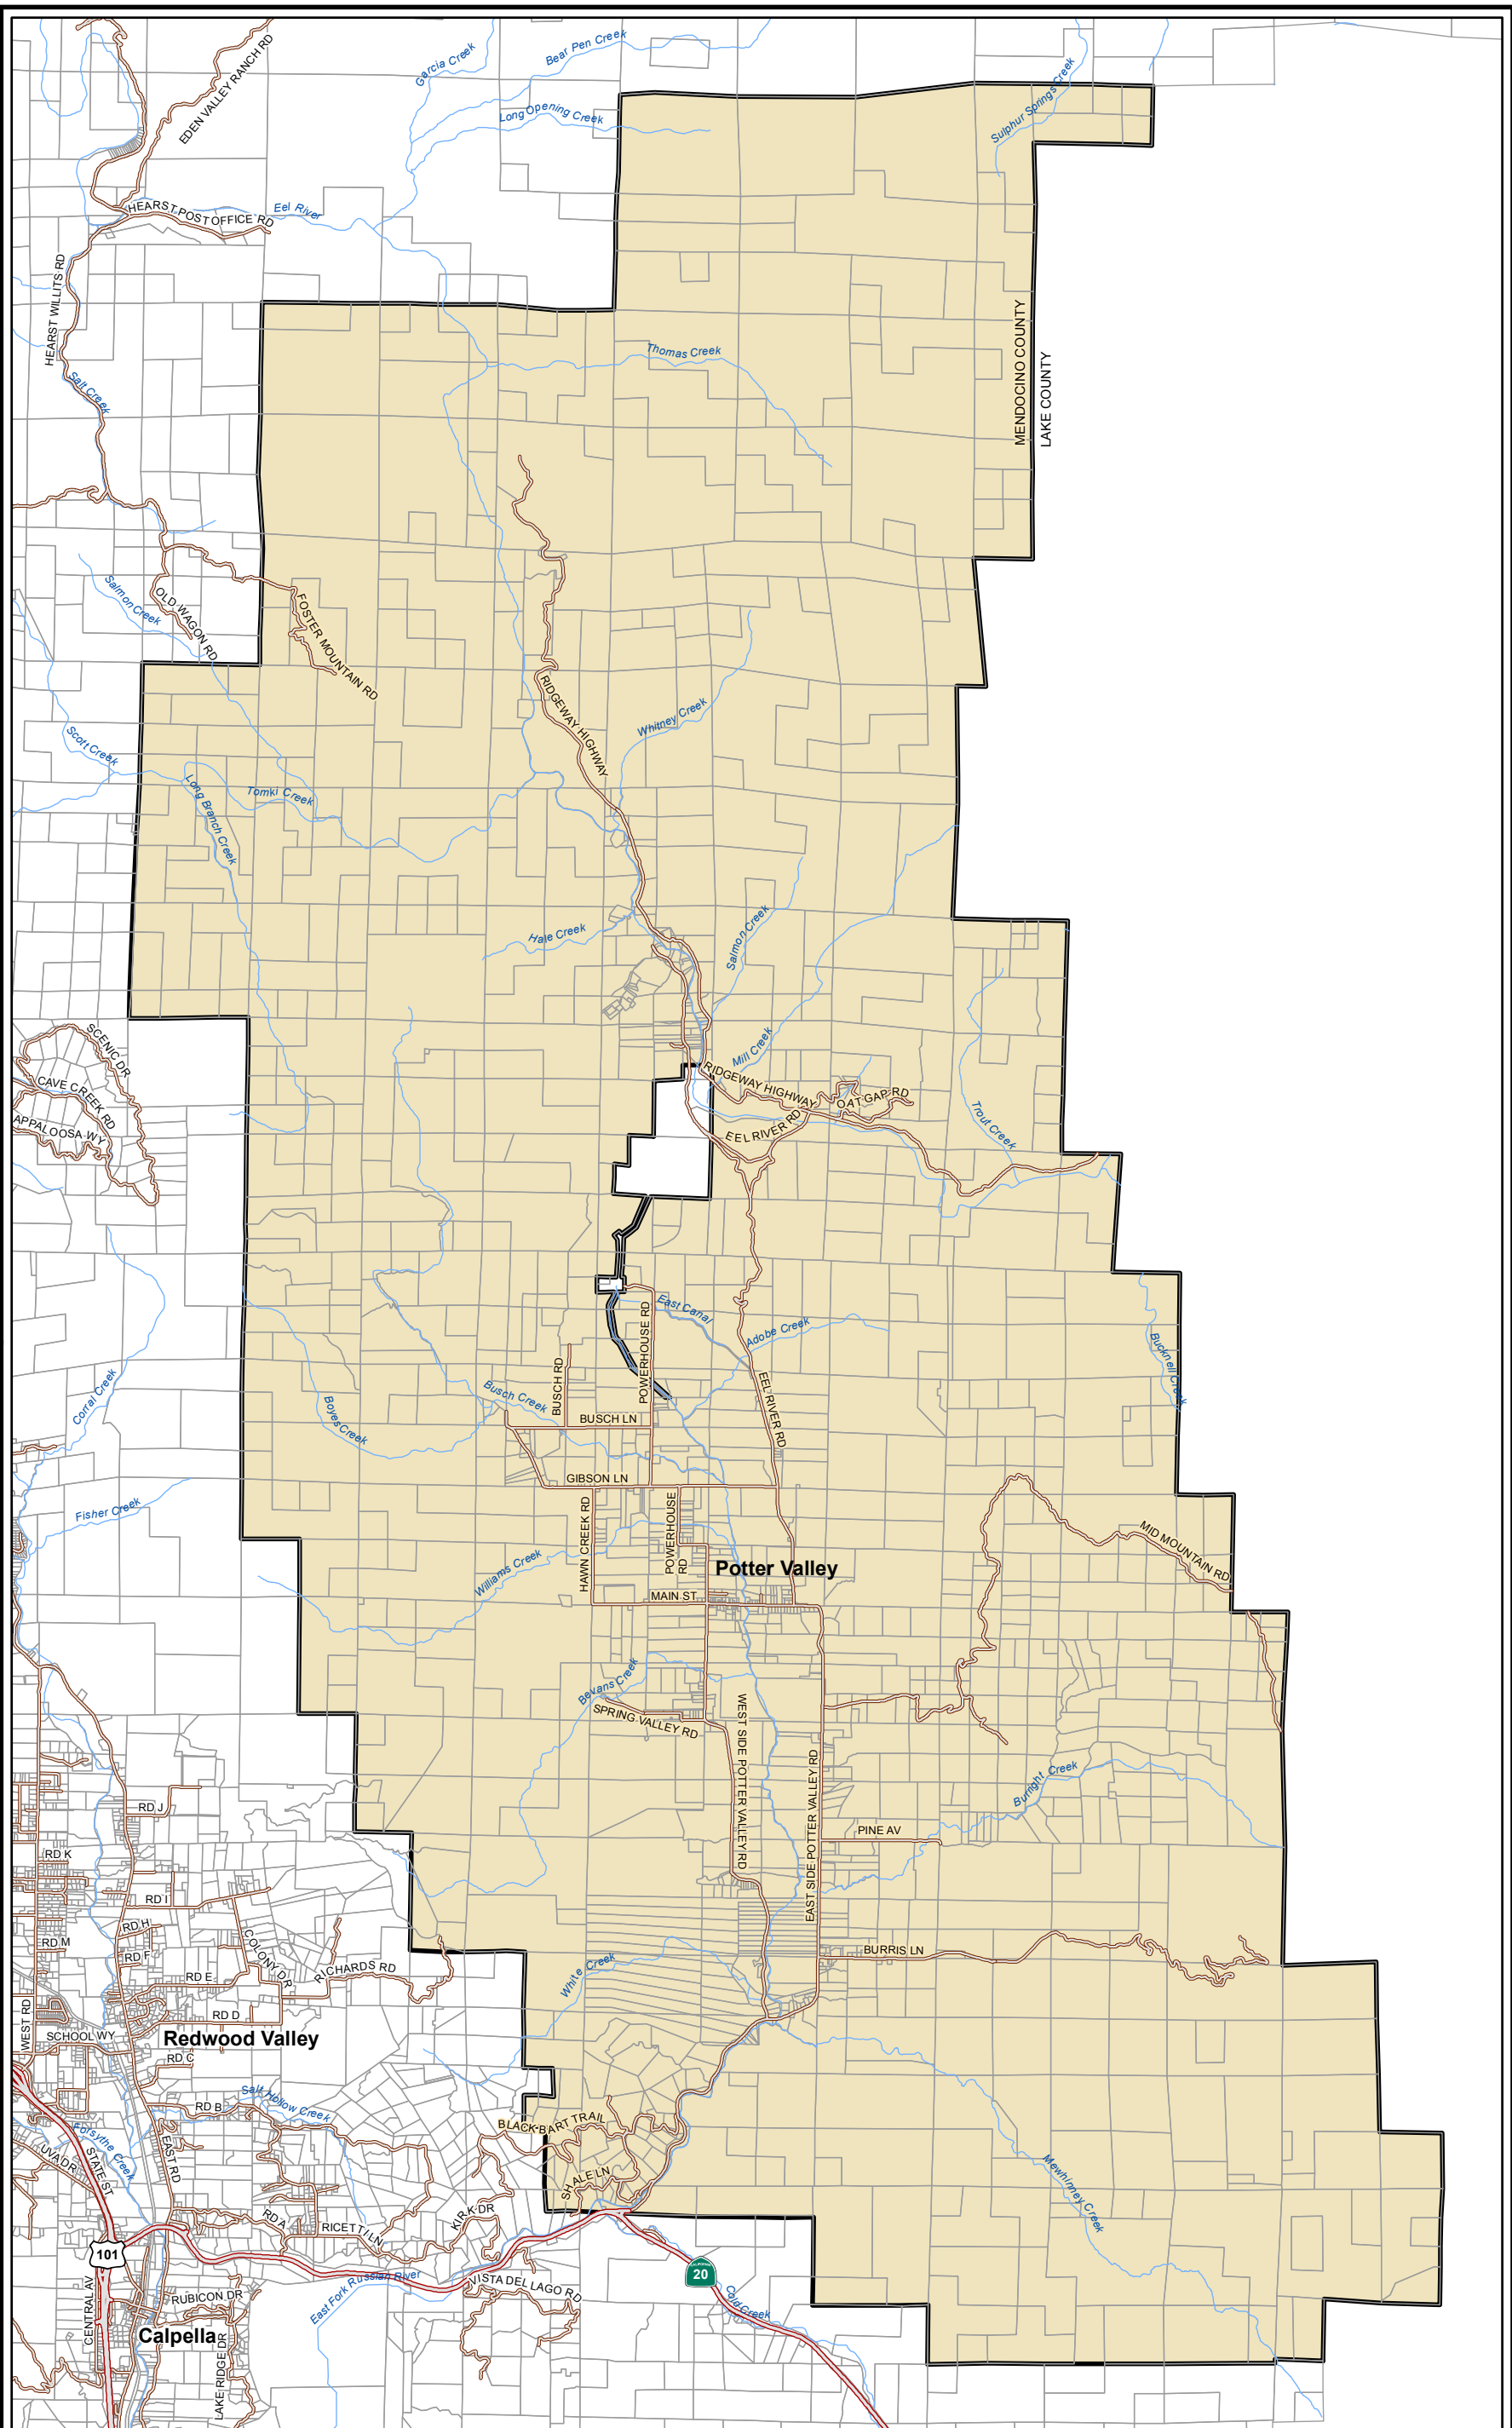 EDEN VALLEY RANCH RD
Garcia Creek
Bear Pen Creek
Long Opening Creek
Sulphur Springs Creek
HEARST POST OFFICE RD
Eel River
HEARST WILLITS RD
MENDOCINO COUNTY
LAKE COUNTY
Thomas Creek
Salt Creek
Salmon Creek
OLD WAGON RD
FOSTER MOUNTAIN RD
RIDGEWAY HIGHWAY
Whitney Creek
Scott Creek
Long Branch Creek
Tomki Creek
Hale Creek
Salmon Creek
SCENIC DR
CAVE CREEK RD
APPALOOSA WY
Mill Creek
RIDGEWAY HIGHWAY
OAT GAP RD
EEL RIVER RD
Trout Creek
East Canal
Adobe Creek
POWERHOUSE RD
BUSCH RD
Bucknell Creek
Corral Creek
Boyes Creek
Busch Creek
BUSCH LN
EEL RIVER RD
GIBSON LN
Fisher Creek
HAWN CREEK RD
POWERHOUSE
RD
MID MOUNTAIN RD
Potter Valley
Williams Creek
MAIN ST
Bevans Creek
SPRING VALLEY RD
WEST SIDE POTTER VALLEY RD
EAST SIDE POTTER VALLEY RD
Burright Creek
RD J
PINE AV
RD K
RD I
RD H
RD M
RD F
COLONY DR
RICHARDS RD
BURRIS LN
RD E
White Creek
RD D
WEST RD
SCHOOL WY
Redwood Valley
RD C
RD B
Salt Hollow Creek
BLACK BART TRAIL
Forsythe Creek
UVA DR
STATE ST
EAST RD
SHALE LN
Mewhinney Creek
RD A
RICETTI LN
KIRK DR
101
20
VISTA DEL LAGO RD
East Fork Russian River
Cold Creek
CENTRAL AV
RUBICON DR
Calpella
LAKE RIDGE DR